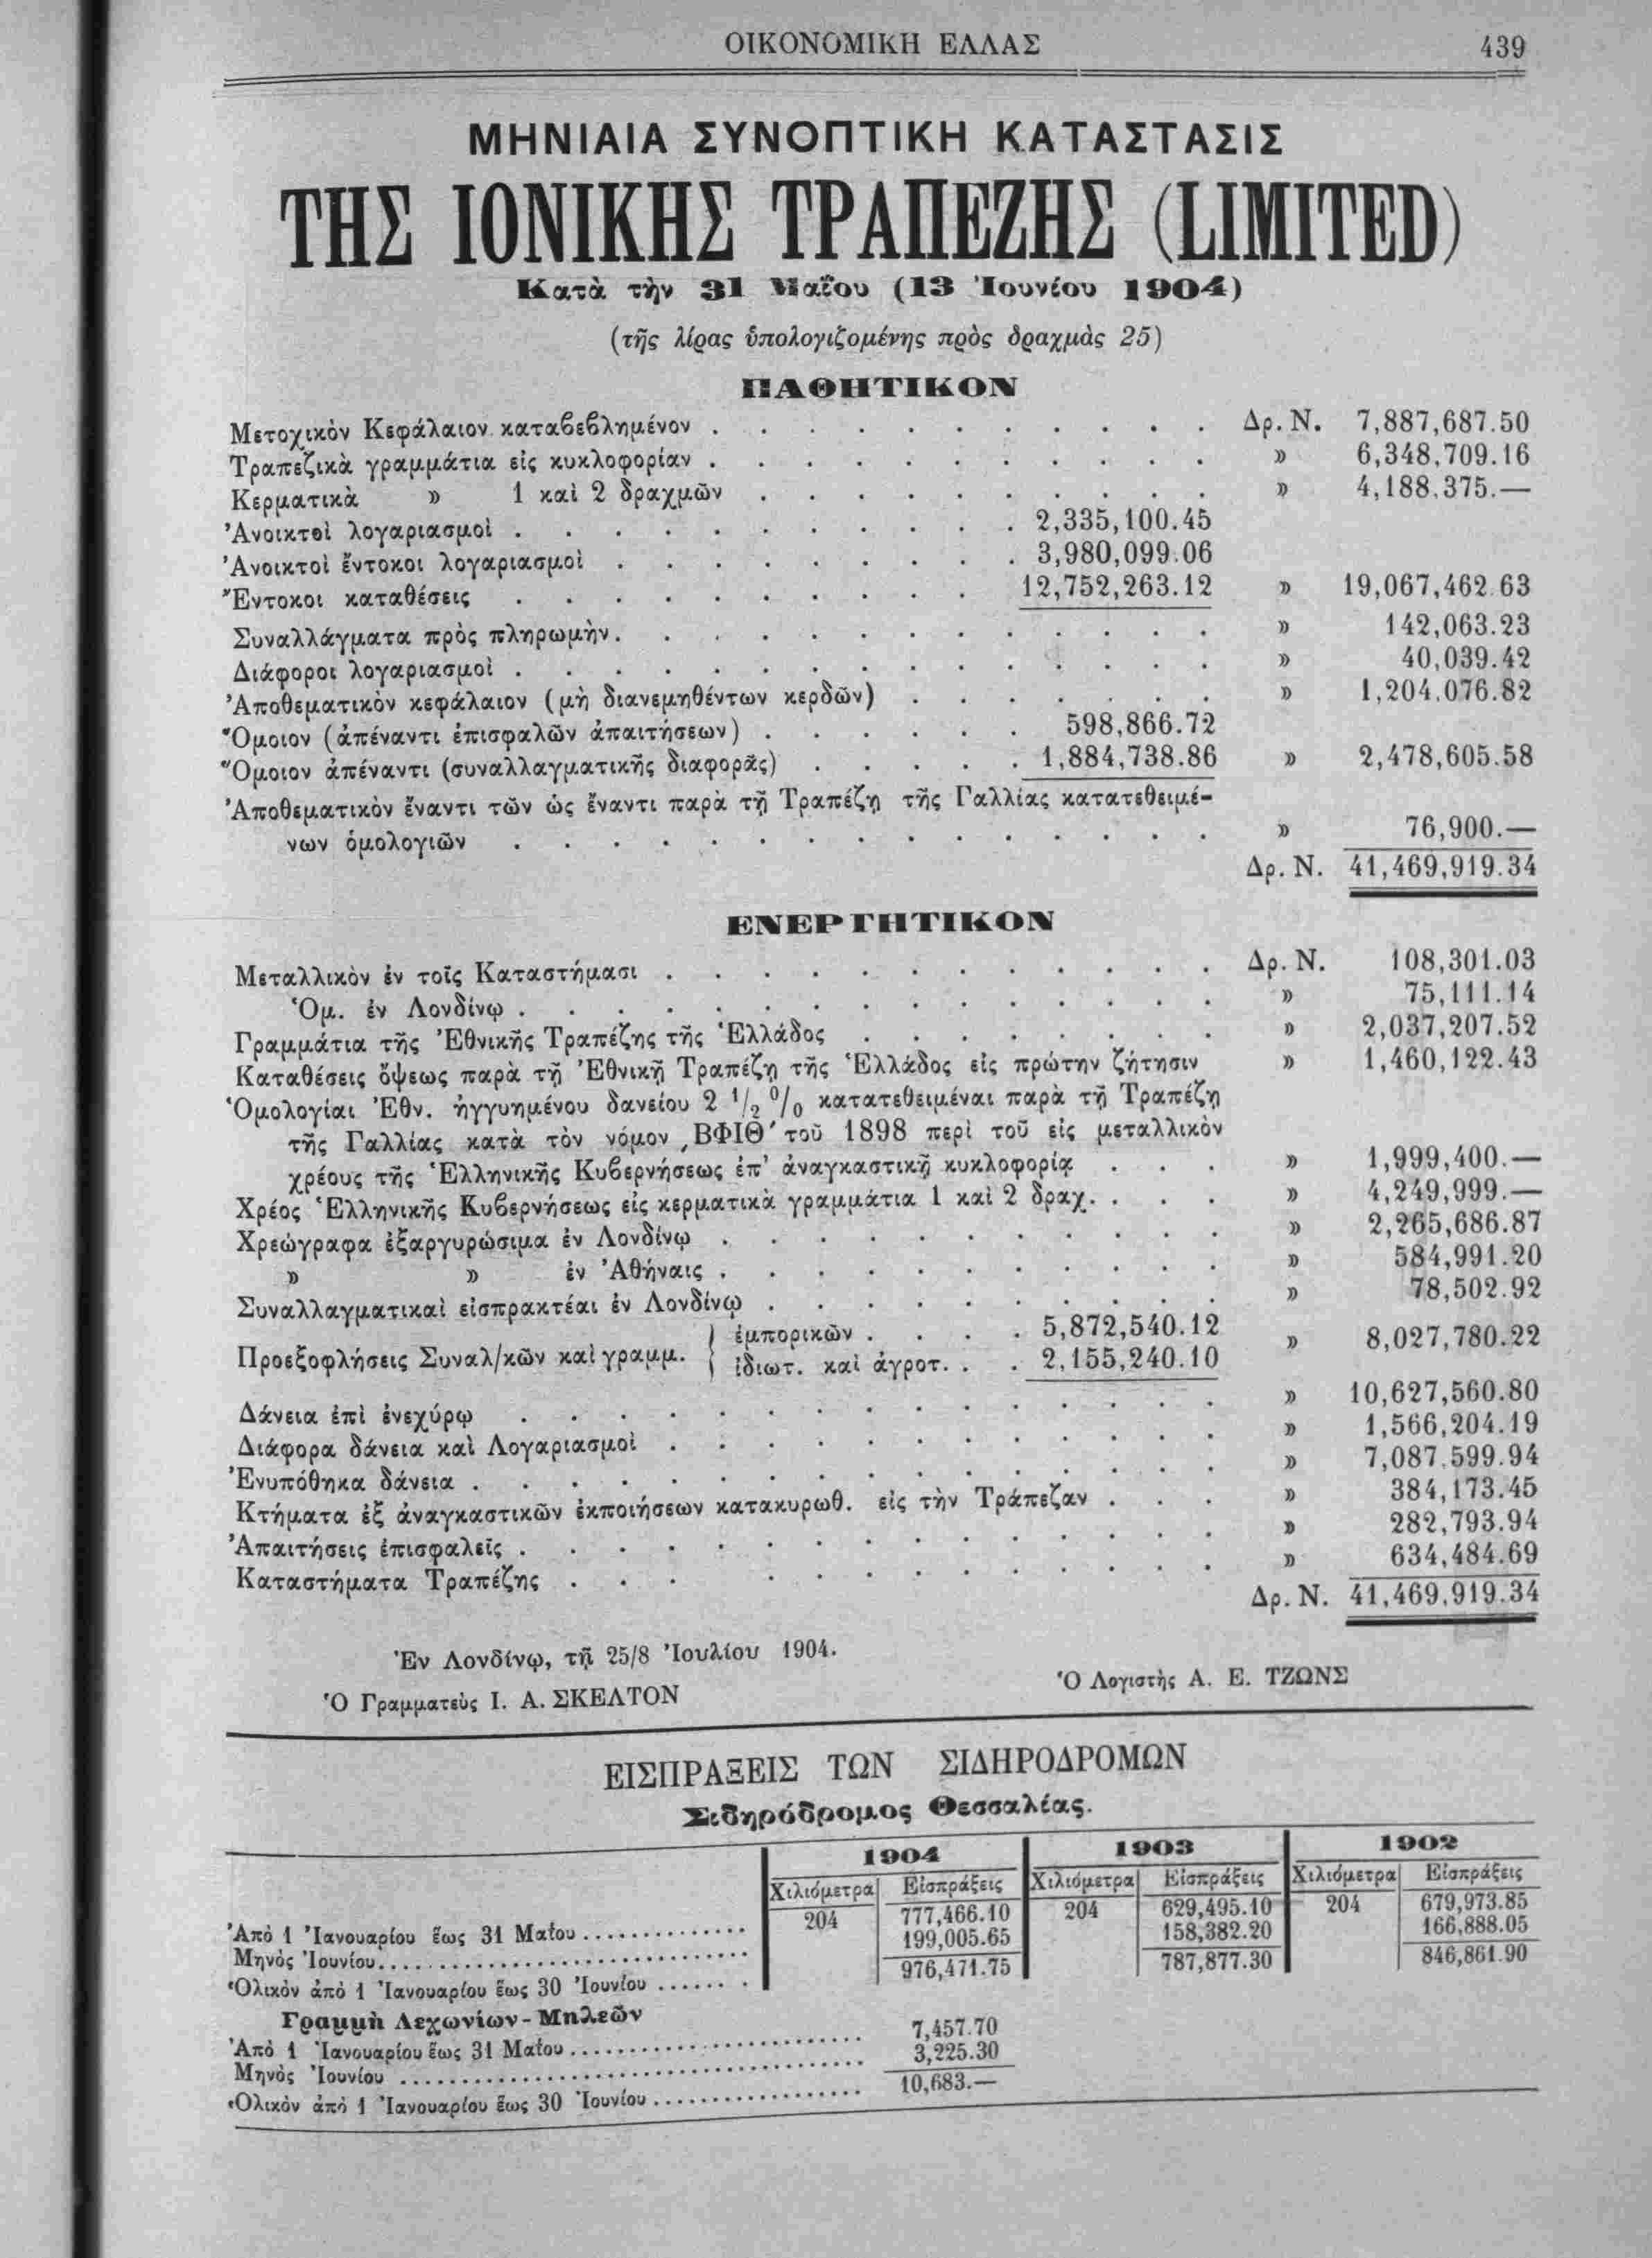 ΟΙΚΟΝΟΜΙΚΗ ΕΛΛΑΣ 439
ΜΗΝΙΑΙΑ ΣΥΝΟΠΤΙΚΗ ΚΑΤΑΣΤΑΣΙΣ
ΤΗΣ ΙΟΝΙΚΗΣ ΤΡΑΠΕΖΗΣ (LIMITED)
Κατὰ τὴν 31 Μαΐου (13 Ἰουνίου 1904)
(τῆς λίρας ὑπολογιζομένης πρὸς δραχμὰς 25)
ΠΑΘΗΤΙΚΟΝ
Μετοχικὸν Κεφάλαιον καταβεβλημένον . . . . . . . . . . . Δρ. Ν. 7,887,687.50
Τραπεζικὰ γραμμάτια εἰς κυκλοφορίαν . . . . . . . . . . . » 6,348,709.16
Κερματικὰ » 1 καὶ 2 δραχμῶν . . . . . . . . . . » 4,188,375.—
Ἀνοικτοὶ λογαριασμοὶ . . . . . . . . . . . 2,335,100.45
Ἀνοικτοὶ ἔντοκοι λογαριασμοὶ . . . . . . . . . 3,980,099.06
Ἔντοκοι καταθέσεις . . . . . . . . . . 12,752,263.12 » 19,067,462.63
Συναλλάγματα πρὸς πληρωμὴν . . . . . . . . . . . . . » 142,063.23
Διάφοροι λογαριασμοὶ . . . . . . . . . . . . . . . » 40,039.42
Ἀποθεματικὸν κεφάλαιον (μὴ διανεμηθέντων κερδῶν) . . . . . . . » 1,204,076.82
Ὅμοιον (ἀπέναντι ἐπισφαλῶν ἀπαιτήσεων) . . . . . . 598,866.72
Ὅμοιον ἀπέναντι (συναλλαγματικῆς διαφορᾶς) . . . . . 1,884,738.86 » 2,478,605.58
Ἀποθεματικὸν ἔναντι τῶν ὡς ἔναντι παρὰ τῇ Τραπέζῃ τῆς Γαλλίας κατατεθειμέ-
νων ὁμολογιῶν . . . . . . . . . . . . . . . » 76,900.—
Δρ. Ν. 41,469,919.34
ΕΝΕΡΓΗΤΙΚΟΝ
Μεταλλικὸν ἐν τοῖς Καταστήμασι . . . . . . . . . . . . Δρ. Ν. 108,301.03
Ὁμ. ἐν Λονδίνῳ . . . . . . . . . . . . . . . » 75,111.14
Γραμμάτια τῆς Ἐθνικῆς Τραπέζης τῆς Ἑλλάδος . . . . . . . . » 2,037,207.52
Καταθέσεις ὄψεως παρὰ τῇ Ἐθνικῇ Τραπέζῃ τῆς Ἑλλάδος εἰς πρώτην ζήτησιν » 1,460,122.43
Ὁμολογίαι Ἐθν. ἠγγυημένου δανείου 2 1/2 0/0 κατατεθειμέναι παρὰ τῇ Τραπέζῃ
τῆς Γαλλίας κατὰ τὸν νόμον ͵ΒΦΙΘ' τοῦ 1898 περὶ τοῦ εἰς μεταλλικὸν
χρέους τῆς Ἑλληνικῆς Κυβερνήσεως ἐπ' ἀναγκαστικῇ κυκλοφορίᾳ . . . » 1,999,400.—
Χρέος Ἑλληνικῆς Κυβερνήσεως εἰς κερματικὰ γραμμάτια 1 καὶ 2 δραχ. . . . » 4,249,999.—
Χρεώγραφα ἐξαργυρώσιμα ἐν Λονδίνῳ . . . . . . . . . . . » 2,265,686.87
» » ἐν Ἀθήναις . . . . . . . . . . . » 584,991.20
Συναλλαγματικαὶ εἰσπρακτέαι ἐν Λονδίνῳ . . . . . . . . . . » 78,502.92
Προεξοφλήσεις Συναλ/κῶν καὶ γραμμ. { ἐμπορικῶν . . . . 5,872,540.12 » 8,027,780.22
ἰδιωτ. καὶ ἀγροτ. . . 2,155,240.10
Δάνεια ἐπὶ ἐνεχύρῳ . . . . . . . . . . . . . . . » 10,627,560.80
Διάφορα δάνεια καὶ Λογαριασμοὶ . . . . . . . . . . . . » 1,566,204.19
Ἐνυπόθηκα δάνεια . . . . . . . . . . . . . . . . » 7,087,599.94
Κτήματα ἐξ ἀναγκαστικῶν ἐκποιήσεων κατακυρωθ. εἰς τὴν Τράπεζαν . . . » 384,173.45
Ἀπαιτήσεις ἐπισφαλεῖς . . . . . . . . . . . . . . . » 282,793.94
Καταστήματα Τραπέζης . . . . . . . . . . . . . » 634,484.69
Δρ. Ν. 41,469,919.34
Ἐν Λονδίνῳ, τῇ 25/8 Ἰουλίου 1904.
Ὁ Γραμματεὺς Ι. Α. ΣΚΕΛΤΟΝ Ὁ Λογιστὴς Α. Ε. ΤΖΩΝΣ
ΕΙΣΠΡΑΞΕΙΣ ΤΩΝ ΣΙΔΗΡΟΔΡΟΜΩΝ
Σιδηρόδρομος Θεσσαλίας.
1904 1903 1902
Χιλιόμετρα Εἰσπράξεις Χιλιόμετρα Εἰσπράξεις Χιλιόμετρα Εἰσπράξεις
Ἀπὸ 1 Ἰανουαρίου ἕως 31 Μαΐου . . . . . 204 777,466.10 204 629,495.10 204 679,973.85
Μηνὸς Ἰουνίου . . . . . 199,005.65 158,382.20 166,888.05
Ὁλικὸν ἀπὸ 1 Ἰανουαρίου ἕως 30 Ἰουνίου . . . . . 976,471.75 787,877.30 846,861.90
Γραμμὴ Λεχωνίων-Μηλεῶν
Ἀπὸ 1 Ἰανουαρίου ἕως 31 Μαΐου . . . . . 7,457.70
Μηνὸς Ἰουνίου . . . . . 3,225.30
Ὁλικὸν ἀπὸ 1 Ἰανουαρίου ἕως 30 Ἰουνίου . . . . . 10,683.—